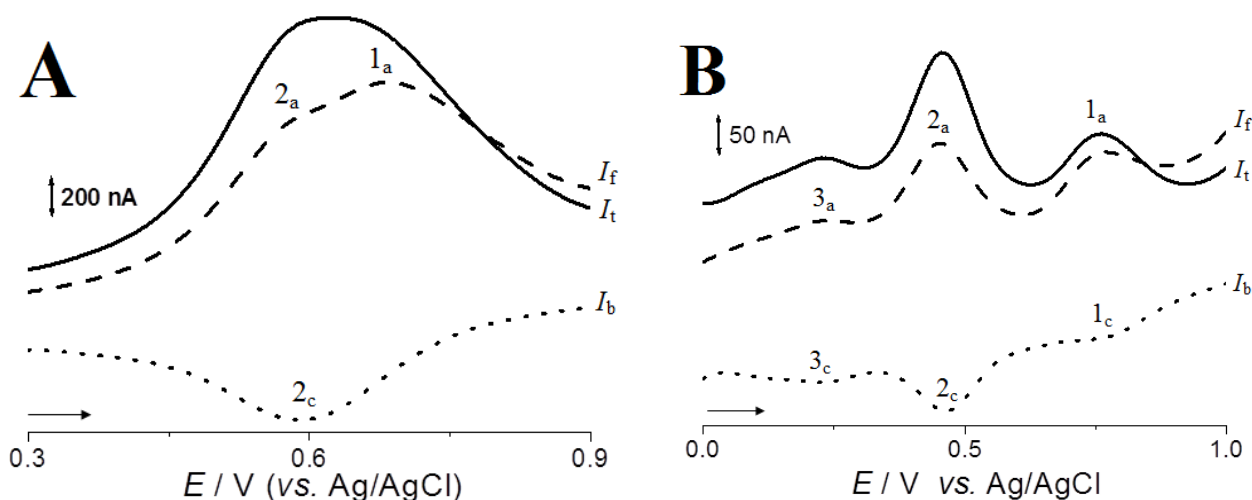 A
1a
2a
200 nA
If
It
Ib
2c
0.3
0.6
0.9
E / V (vs. Ag/AgCl)
B
50 nA
1a
2a
3a
If
It
Ib
1c
3c
2c
0.0
0.5
1.0
E / V vs. Ag/AgCl